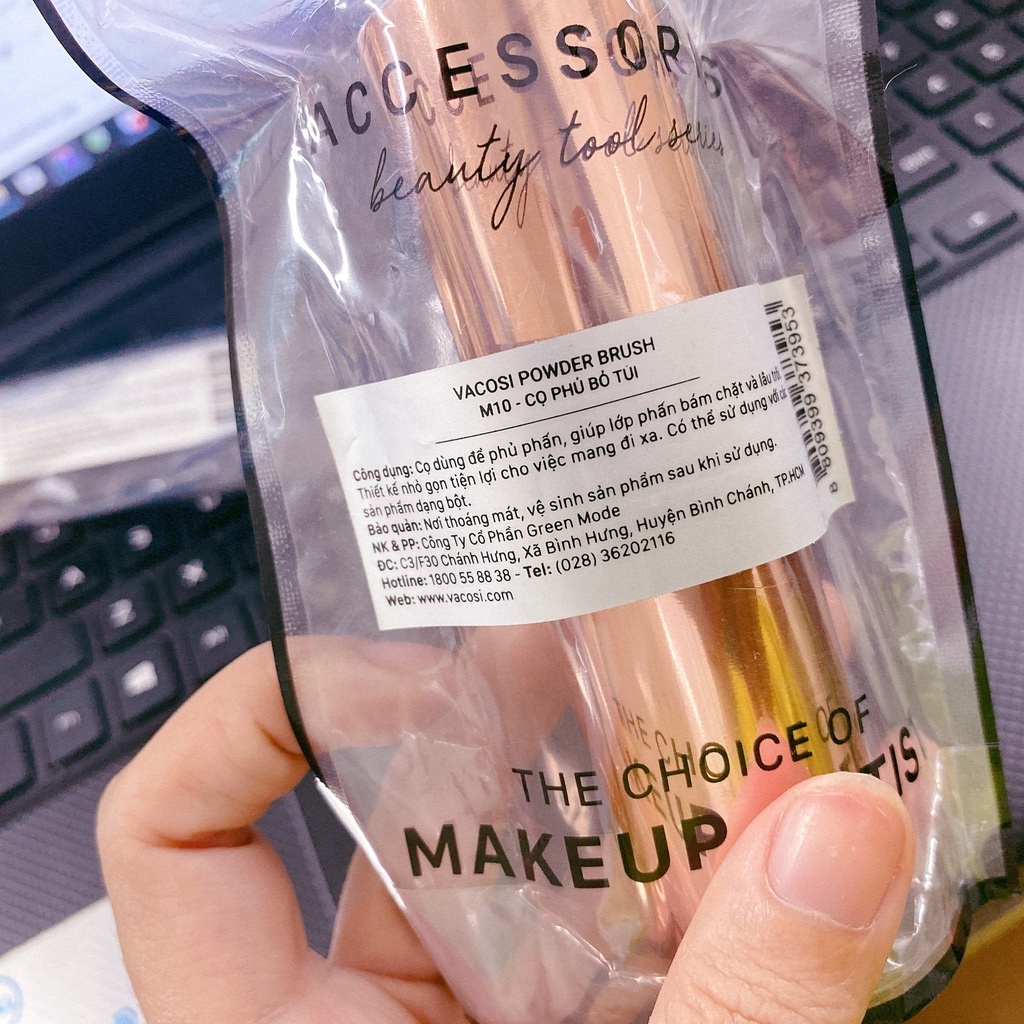 ACCESSORIS
beauty tool series
VACOSI POWDER BRUSH
M10 - CỌ PHỦ BỎ TÚI
Công dụng: Cọ dùng để phủ phấn, giúp lớp phấn bám chặt và lâu trôi
Thiết kế nhỏ gọn tiện lợi cho việc mang đi xa. Có thể sử dụng với các
sản phẩm dạng bột.
Bảo quản: Nơi thoáng mát, vệ sinh sản phẩm sau khi sử dụng.
NK & PP: Công Ty Cổ Phần Green Mode
ĐC: C3/F30 Chánh Hưng, Xã Bình Hưng, Huyện Bình Chánh, TP.HCM
Hotline: 1800 55 88 38 - Tel: (028) 36202116
Web: www.vacosi.com
8 809399 373953
THE CHOICE OF
MAKEUP